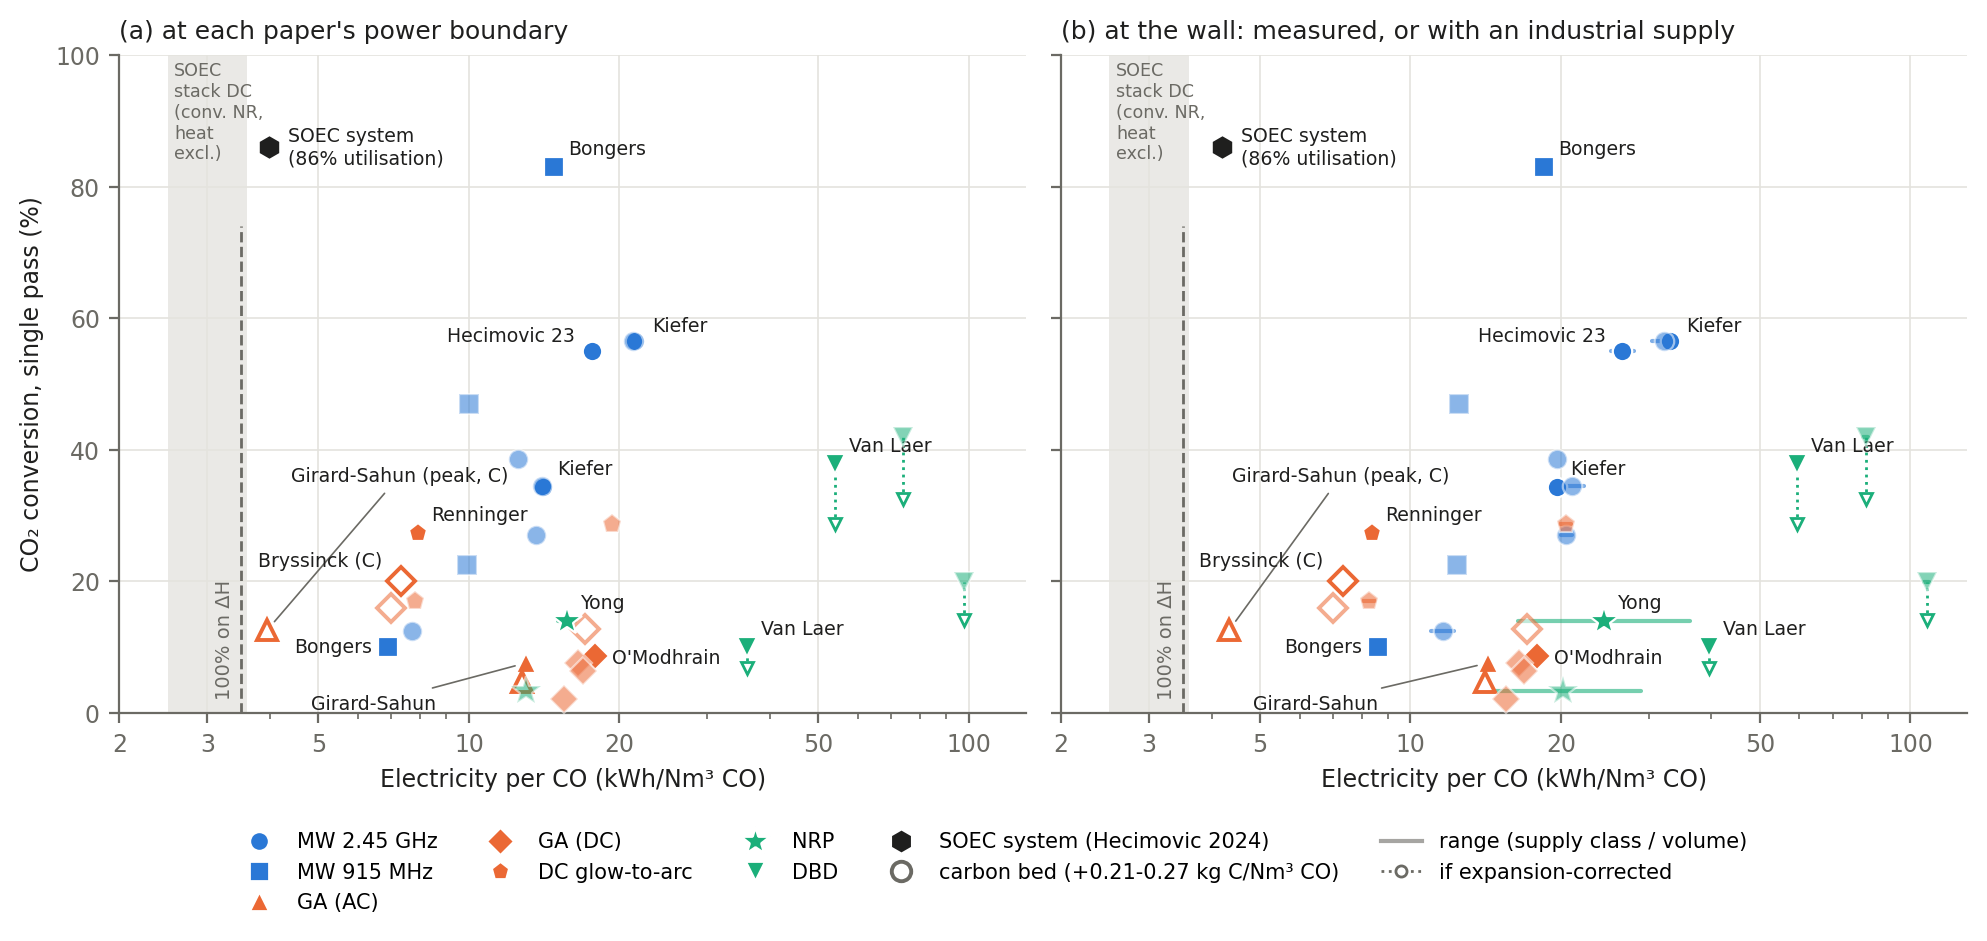 (a) at each paper's power boundary
CO₂ conversion, single pass (%)
100
80
60
40
20
0
SOEC
stack DC
(conv. NR,
heat
excl.)
SOEC system
(86% utilisation)
Bongers
Hecimovic 23
Kiefer
Van Laer
Girard-Sahun (peak, C)
Kiefer
Renninger
Bryssinck (C)
Yong
Van Laer
Bongers
O'Modhrain
Girard-Sahun
100% on ΔH
2
3
5
10
20
50
100
Electricity per CO (kWh/Nm³ CO)
(b) at the wall: measured, or with an industrial supply
SOEC
stack DC
(conv. NR,
heat
excl.)
SOEC system
(86% utilisation)
Bongers
Hecimovic 23
Kiefer
Van Laer
Girard-Sahun (peak, C)
Kiefer
Renninger
Bryssinck (C)
Yong
Van Laer
Bongers
O'Modhrain
Girard-Sahun
100% on ΔH
2
3
5
10
20
50
100
Electricity per CO (kWh/Nm³ CO)
MW 2.45 GHz
MW 915 MHz
GA (AC)
GA (DC)
DC glow-to-arc
NRP
DBD
SOEC system (Hecimovic 2024)
carbon bed (+0.21-0.27 kg C/Nm³ CO)
range (supply class / volume)
if expansion-corrected